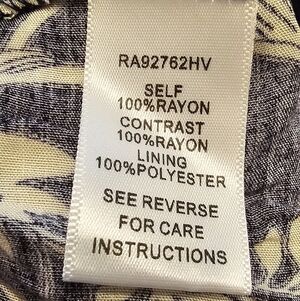 RA92762HV
SELF
100%RAYON
CONTRAST
100%RAYON
LINING
100%POLYESTER
SEE REVERSE
FOR CARE
INSTRUCTIONS